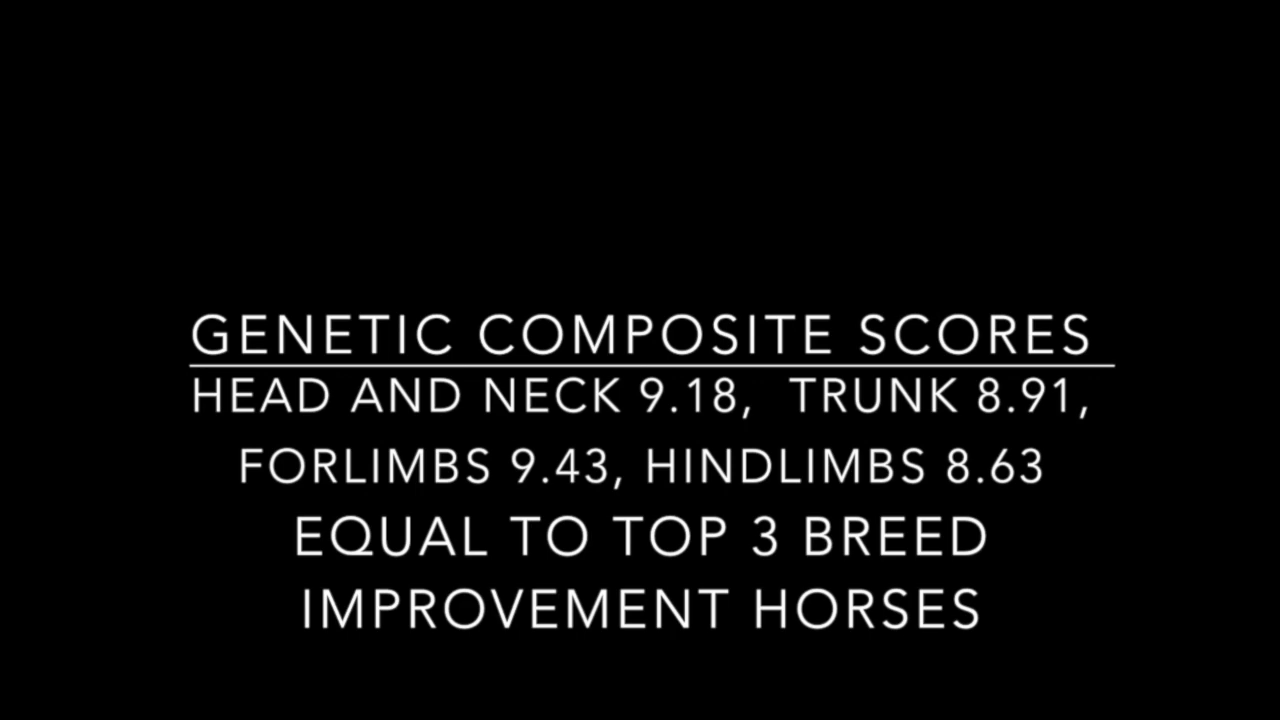 GENETIC COMPOSITE SCORES
HEAD AND NECK 9.18,  TRUNK 8.91,
FORLIMBS 9.43, HINDLIMBS 8.63
EQUAL TO TOP 3 BREED
IMPROVEMENT HORSES